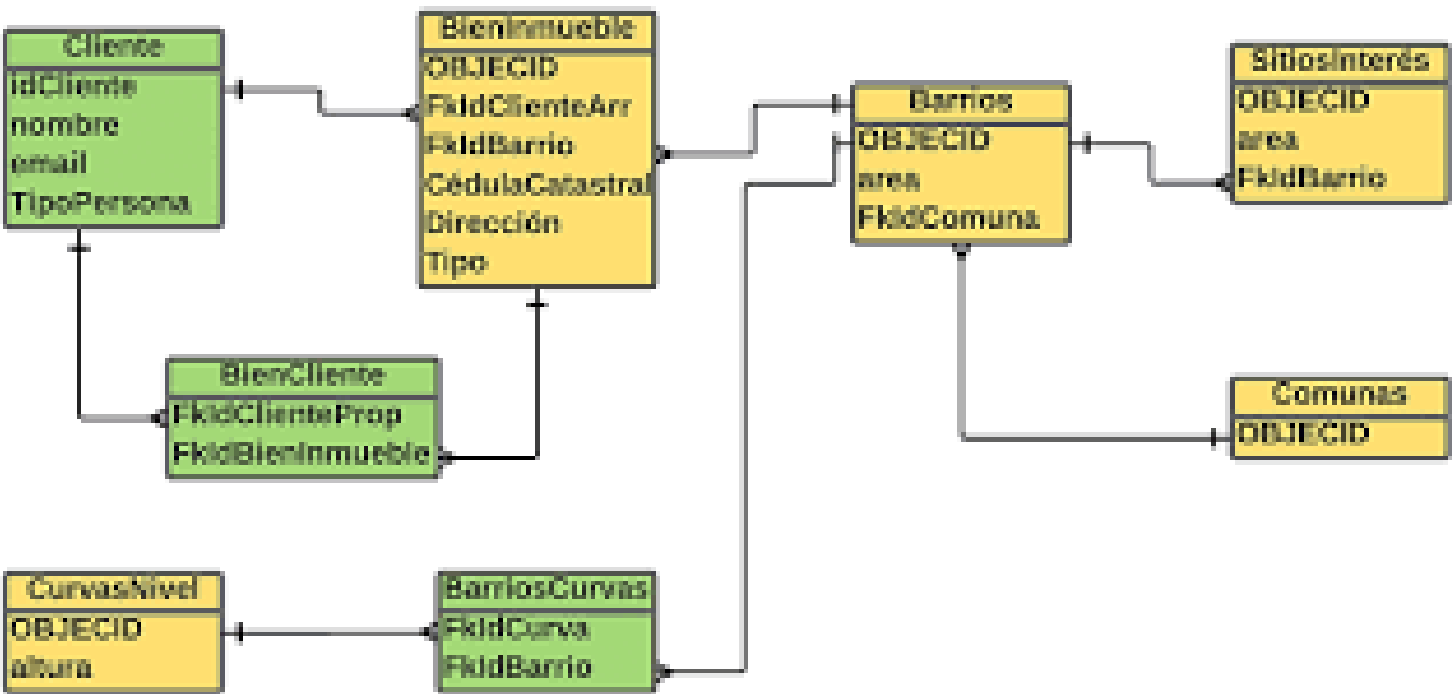 Cliente
idCliente
nombre
email
TipoPersona
BienInmueble
OBJECID
FkIdClienteArr
FkIdBarrio
CédulaCatastral
Dirección
Tipo
Barrios
OBJECID
area
FkIdComuna
SitiosInterés
OBJECID
area
FkIdBarrio
BienCliente
FkIdClienteProp
FkIdBienInmueble
Comunas
OBJECID
CurvasNivel
OBJECID
altura
BarriosCurvas
FkIdCurva
FkIdBarrio